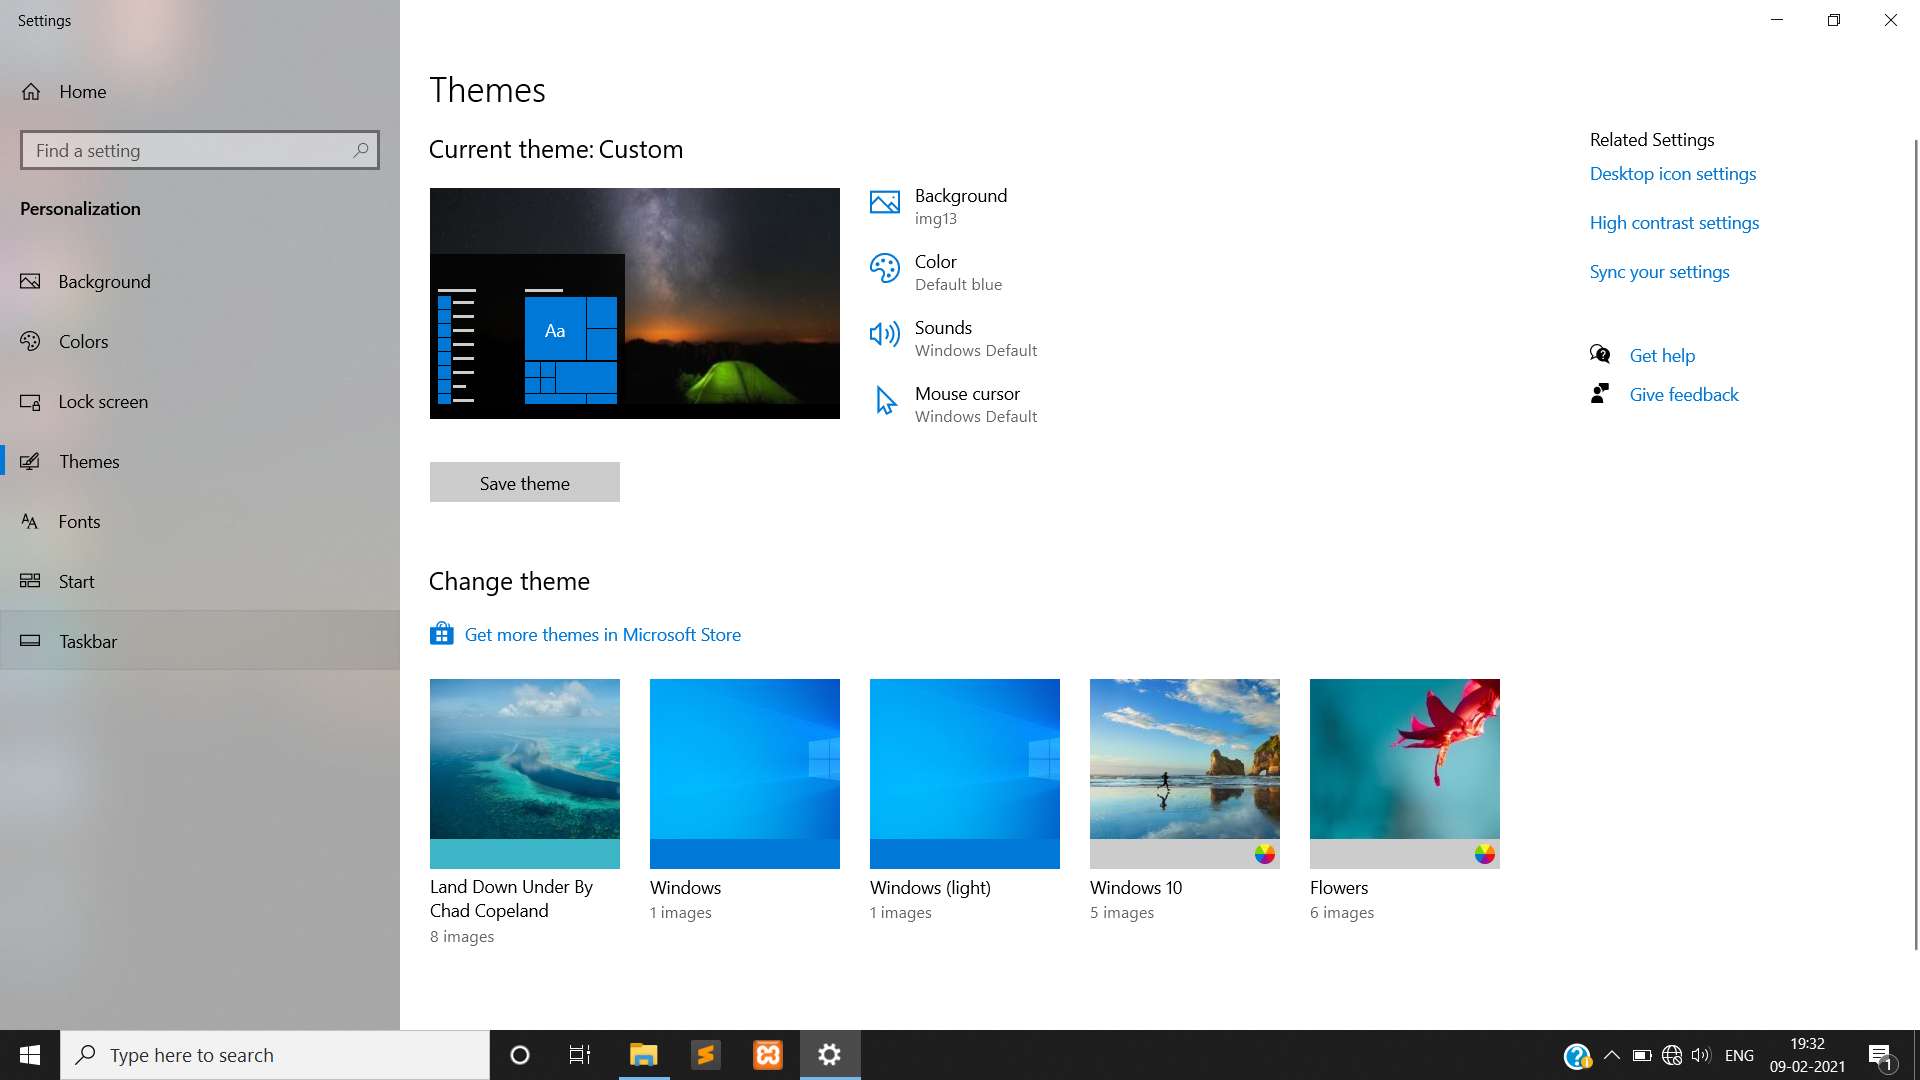 Settings
Home
Find a setting
Personalization
Background
Colors
Lock screen
Themes
Fonts
Start
Taskbar
Themes
Current theme: Custom
Aa
Background
img13
Color
Default blue
Sounds
Windows Default
Mouse cursor
Windows Default
Save theme
Change theme
Get more themes in Microsoft Store
Land Down Under By
Chad Copeland
8 images
Windows
1 images
Windows (light)
1 images
Windows 10
5 images
Flowers
6 images
Related Settings
Desktop icon settings
High contrast settings
Sync your settings
Get help
Give feedback
Type here to search
ENG
19:32
09-02-2021
1